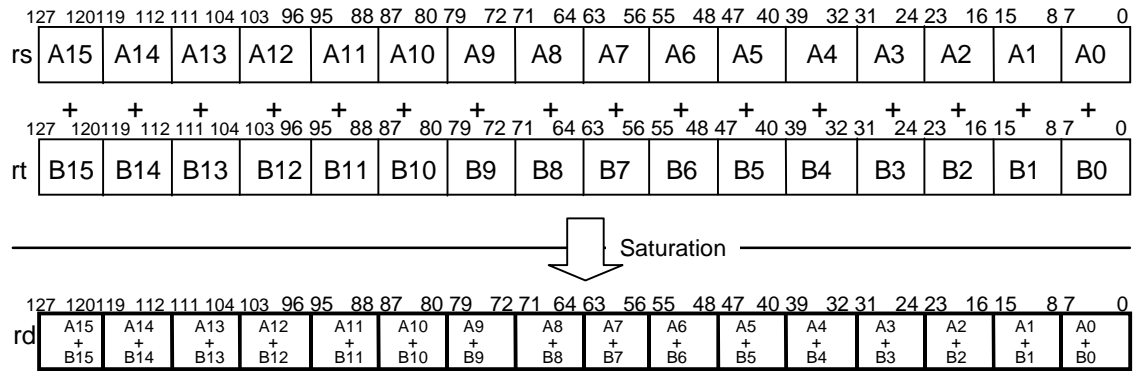 127 120119 112 111 104 103 96 95 88 87 80 79 72 71 64 63 56 55 48 47 40 39 32 31 24 23 16 15 8 7 0
rs A15 A14 A13 A12 A11 A10 A9 A8 A7 A6 A5 A4 A3 A2 A1 A0
+ + + + + + + + + + + + + + + +
127 120119 112 111 104 103 96 95 88 87 80 79 72 71 64 63 56 55 48 47 40 39 32 31 24 23 16 15 8 7 0
rt B15 B14 B13 B12 B11 B10 B9 B8 B7 B6 B5 B4 B3 B2 B1 B0
Saturation
127 120119 112 111 104 103 96 95 88 87 80 79 72 71 64 63 56 55 48 47 40 39 32 31 24 23 16 15 8 7 0
rd A15 A14 A13 A12 A11 A10 A9 A8 A7 A6 A5 A4 A3 A2 A1 A0
+ + + + + + + + + + + + + + + +
B15 B14 B13 B12 B11 B10 B9 B8 B7 B6 B5 B4 B3 B2 B1 B0